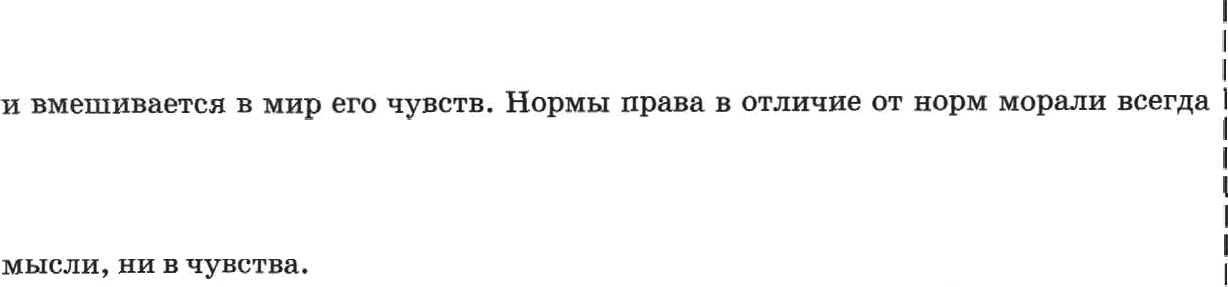 и вмешивается в мир его чувств. Нормы права в отличие от норм морали всегда
мысли, ни в чувства.